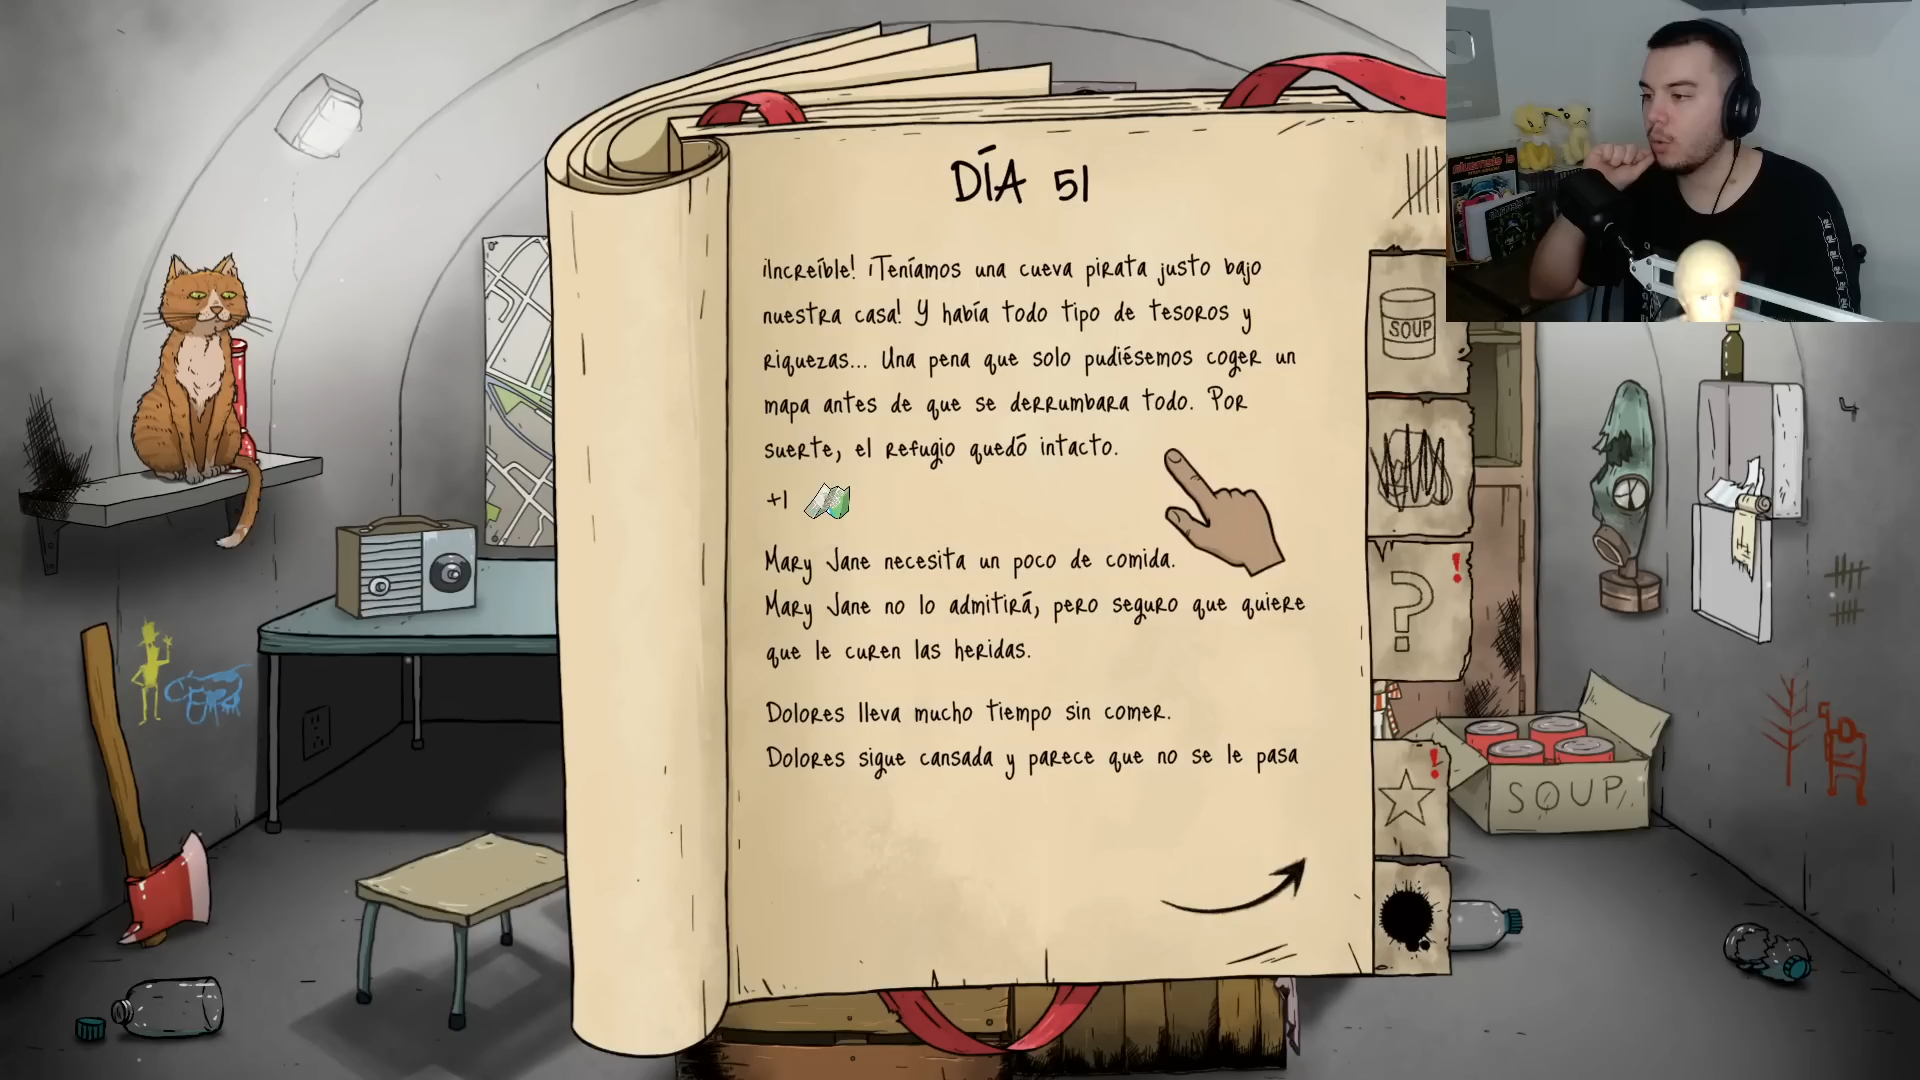 DÍA 51
¡Increíble! ¡Teníamos una cueva pirata justo bajo
nuestra casa! Y había todo tipo de tesoros y
riquezas... Una pena que solo pudiésemos coger un
mapa antes de que se derrumbara todo. Por
suerte, el refugio quedó intacto.
+1
Mary Jane necesita un poco de comida.
Mary Jane no lo admitirá, pero seguro que quiere
que le curen las heridas.
Dolores lleva mucho tiempo sin comer.
Dolores sigue cansada y parece que no se le pasa
SOUP
?
!
!
SOUP